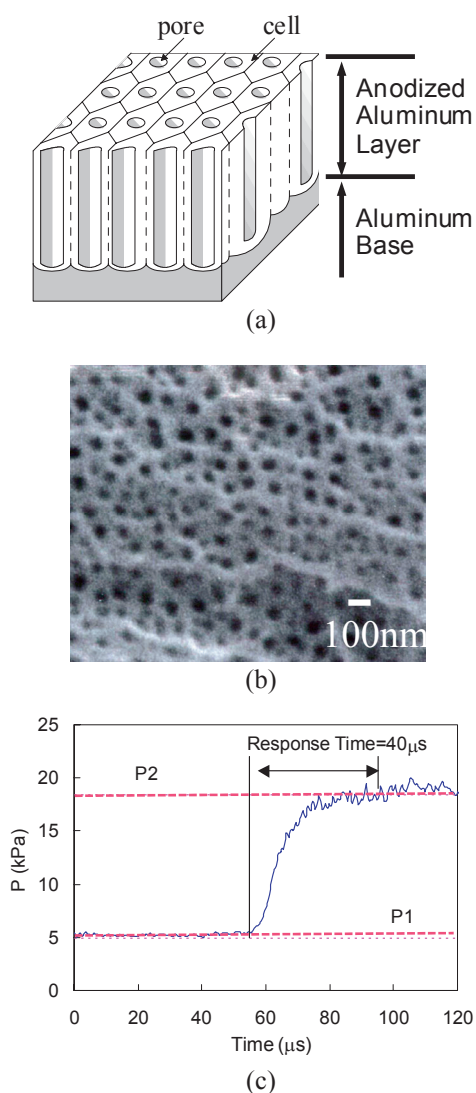 pore
cell
Anodized
Aluminum
Layer
Aluminum
Base
(a)
100nm
(b)
25
20
15
10
5
0
P (kPa)
Response Time=40μs
P2
P1
0
20
40
60
80
100
120
Time (μs)
(c)